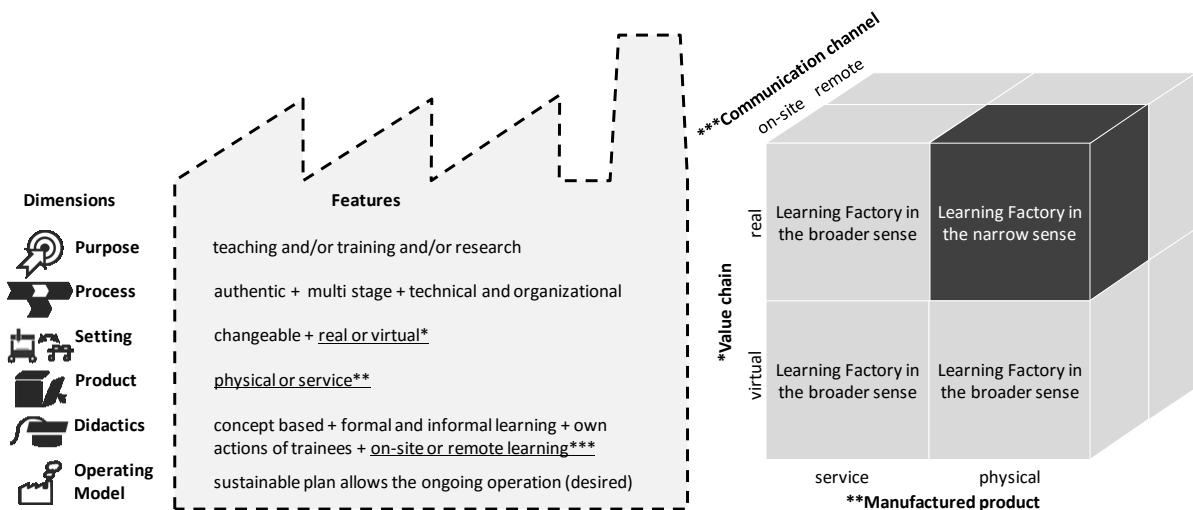 Dimensions
Features
Purpose
teaching and/or training and/or research
Process
authentic + multi stage + technical and organizational
Setting
changeable + real or virtual*
Product
physical or service**
Didactics
concept based + formal and informal learning + own
actions of trainees + on-site or remote learning***
Operating
Model
sustainable plan allows the ongoing operation (desired)
***Communication channel
on-site remote
*Value chain
real
virtual
Learning Factory in
the broader sense
Learning Factory in
the narrow sense
Learning Factory in
the broader sense
Learning Factory in
the broader sense
service
physical
**Manufactured product